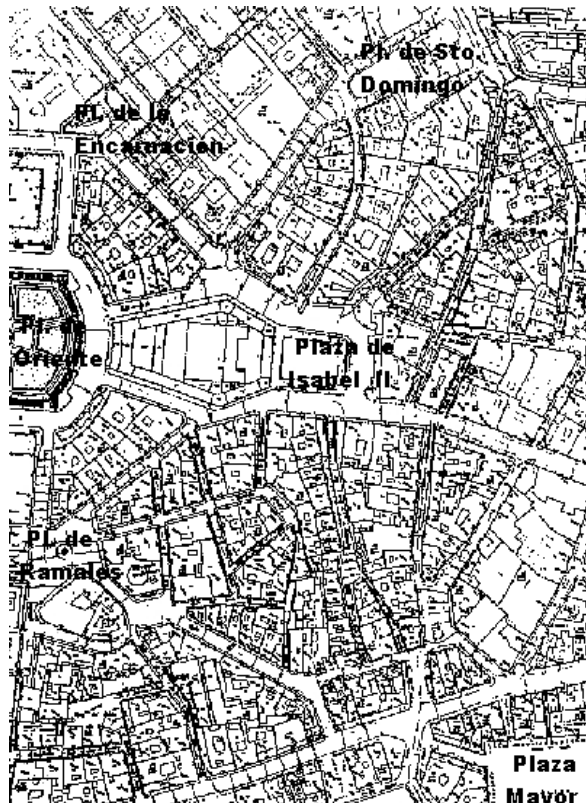 Pl. de Sto
Domingo
Pl. de la
Encarnación
Pl. de
Oriente
Plaza de
Isabel II.
Pl. de
Ramales
Plaza
Mayor